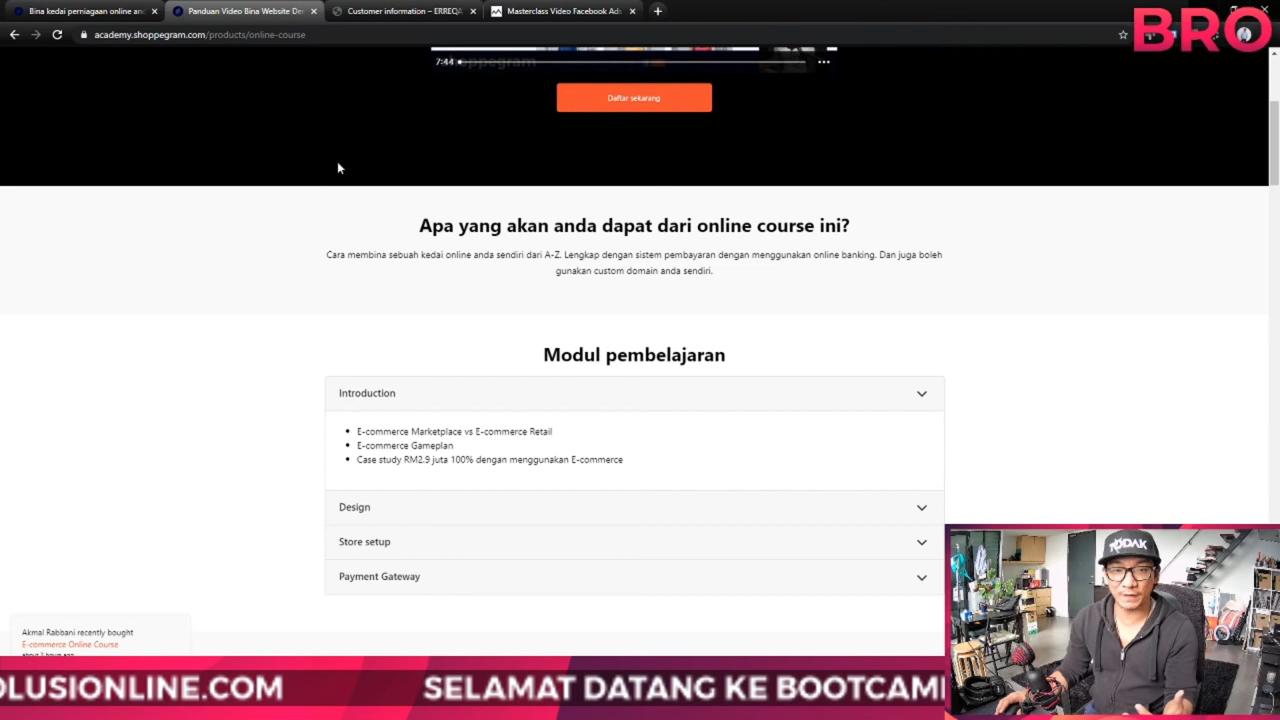 Bina kedai perniagaan online an
Panduan Video Bina Website De
Customer information – ERREQA
Masterclass Video Facebook Ads
BRO
academy.shoppegram.com/products/online-course
7:44
Daftar sekarang
Apa yang akan anda dapat dari online course ini?
Cara membina sebuah kedai online anda sendiri dari A-Z. Lengkap dengan sistem pembayaran dengan menggunakan online banking. Dan juga boleh
gunakan custom domain anda sendiri.
Modul pembelajaran
Introduction
E-commerce Marketplace vs E-commerce Retail
E-commerce Gameplan
Case study RM2.9 juta 100% dengan menggunakan E-commerce
Design
Store setup
Payment Gateway
Akmal Rabbani recently bought
E-commerce Online Course
OLUSIONLINE.COM
SELAMAT DATANG KE BOOTCAM